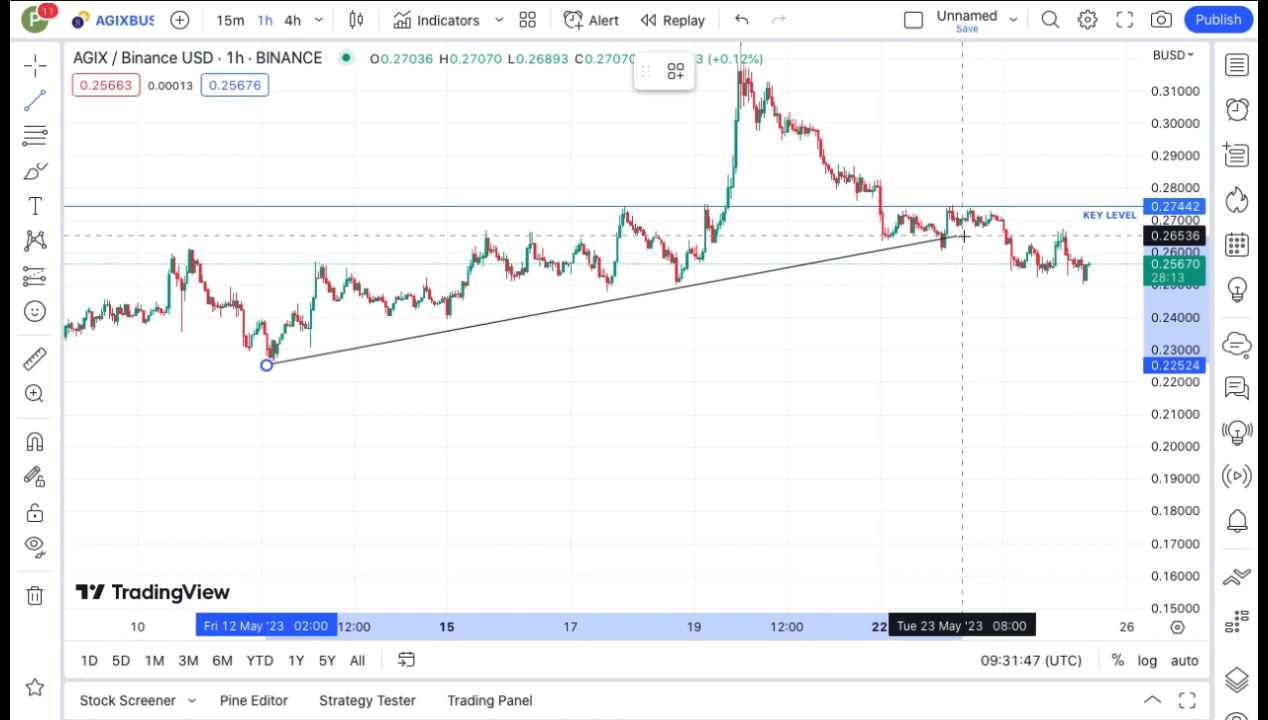 11
AGIXBUS
15m 1h 4h
Indicators
Alert
Replay
Unnamed
Save
Publish
AGIX / Binance USD · 1h · BINANCE
O0.27036 H0.27070 L0.26893 C0.27070 3 (+0.12%)
BUSD
0.25663 0.00013 0.25676
0.31000
0.30000
0.29000
0.28000
0.27442
KEY LEVEL
0.27000
0.26536
0.26000
0.25670
28:13
0.25000
0.24000
0.23000
0.22524
0.22000
0.21000
0.20000
0.19000
0.18000
0.17000
0.16000
0.15000
TradingView
10 Fri 12 May '23 02:00 12:00 15 17 19 12:00 22 Tue 23 May '23 08:00 26
1D 5D 1M 3M 6M YTD 1Y 5Y All
09:31:47 (UTC) % log auto
Stock Screener Pine Editor Strategy Tester Trading Panel